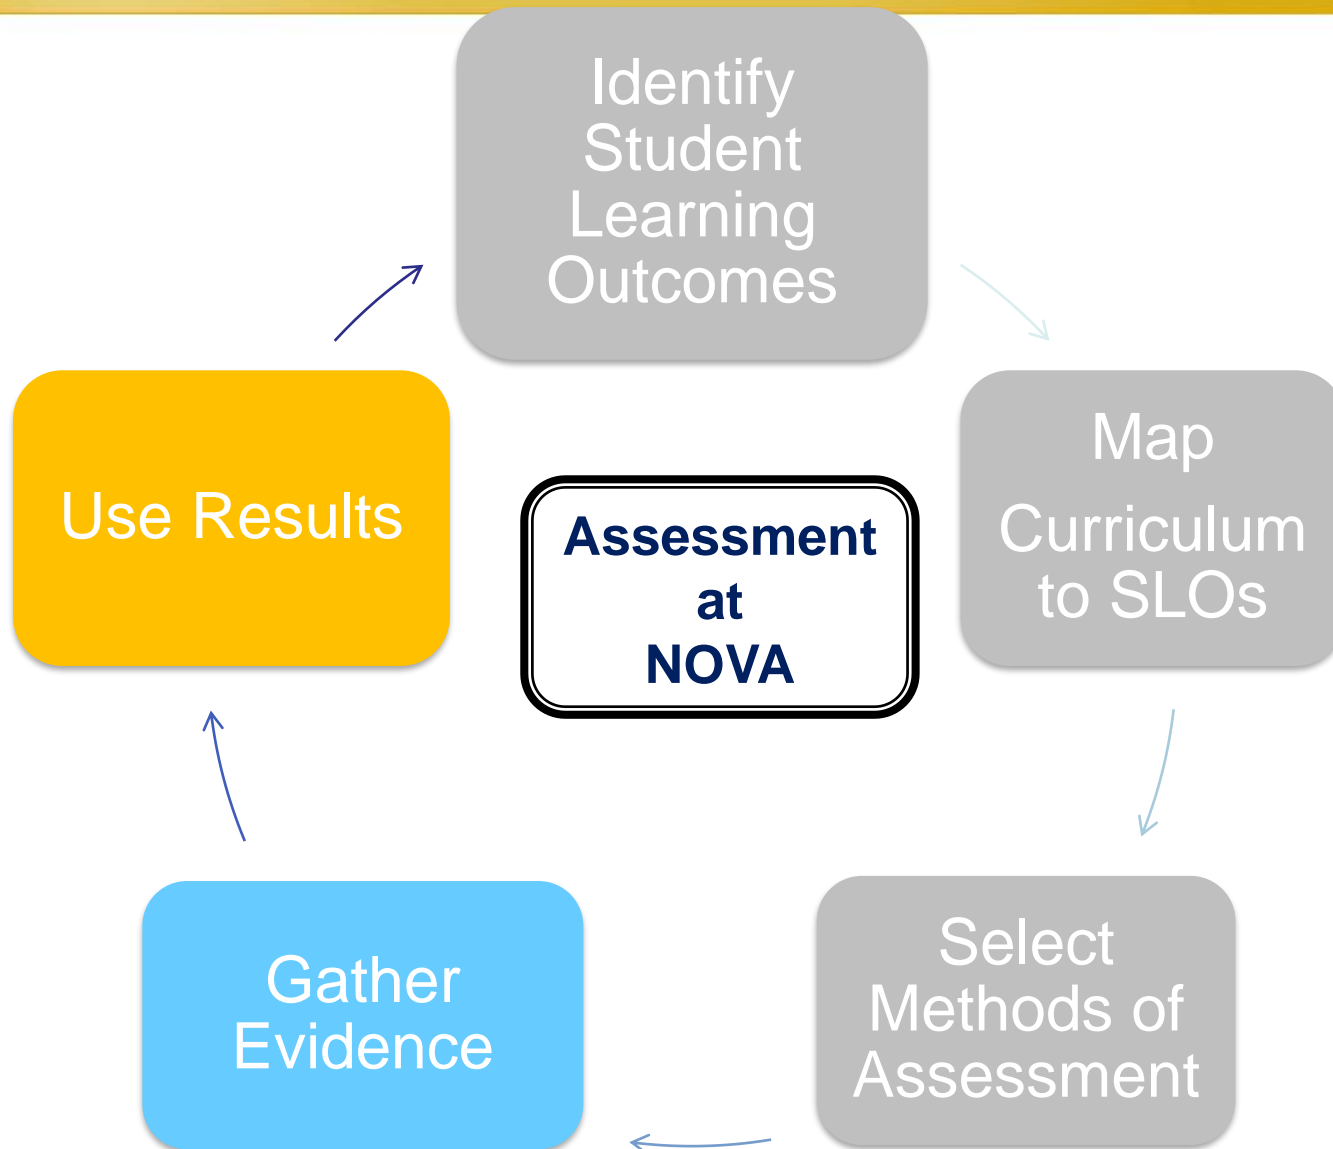 Identify
Student
Learning
Outcomes
Map
Curriculum
to SLOs
Select
Methods of
Assessment
Gather
Evidence
Use Results
Assessment
at
NOVA